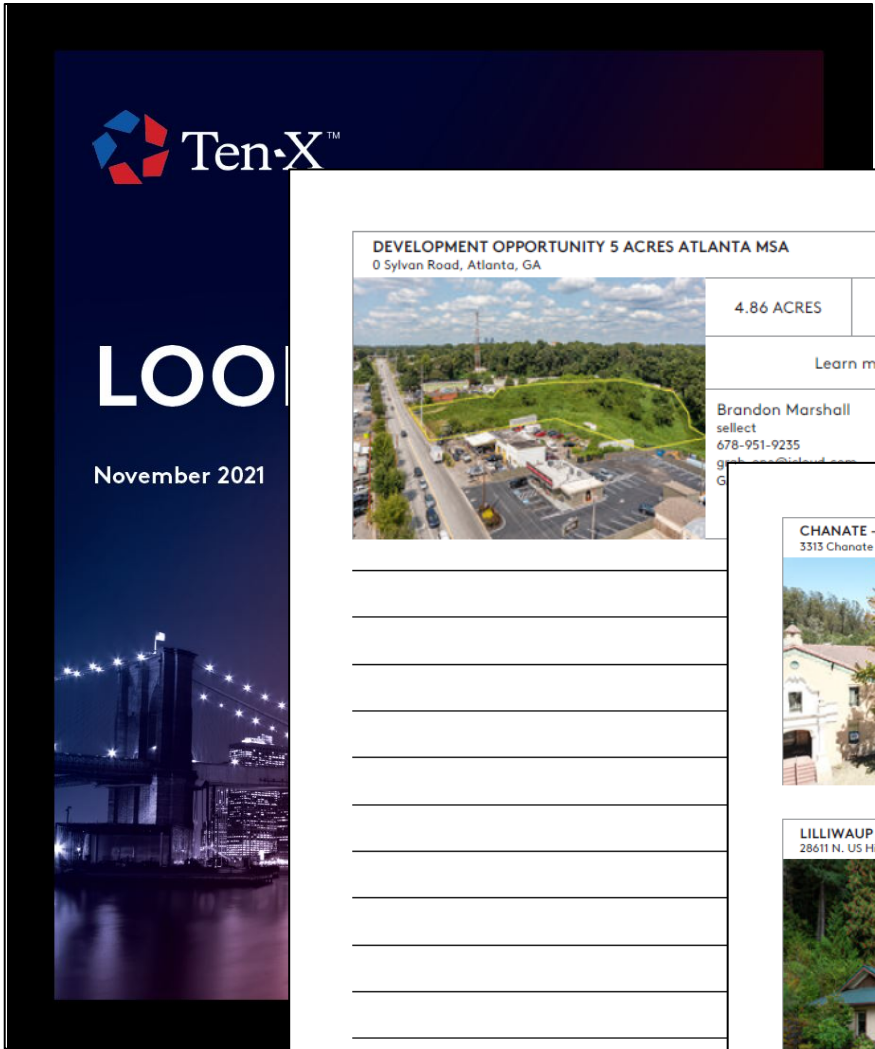 Ten-X™
LOO
November 2021
DEVELOPMENT OPPORTUNITY 5 ACRES ATLANTA MSA
0 Sylvan Road, Atlanta, GA
4.86 ACRES
Learn m
Brandon Marshall
sellect
678-951-9235
G
CHANATE -
3313 Chanate
LILLIWAUP
28611 N. US Hi